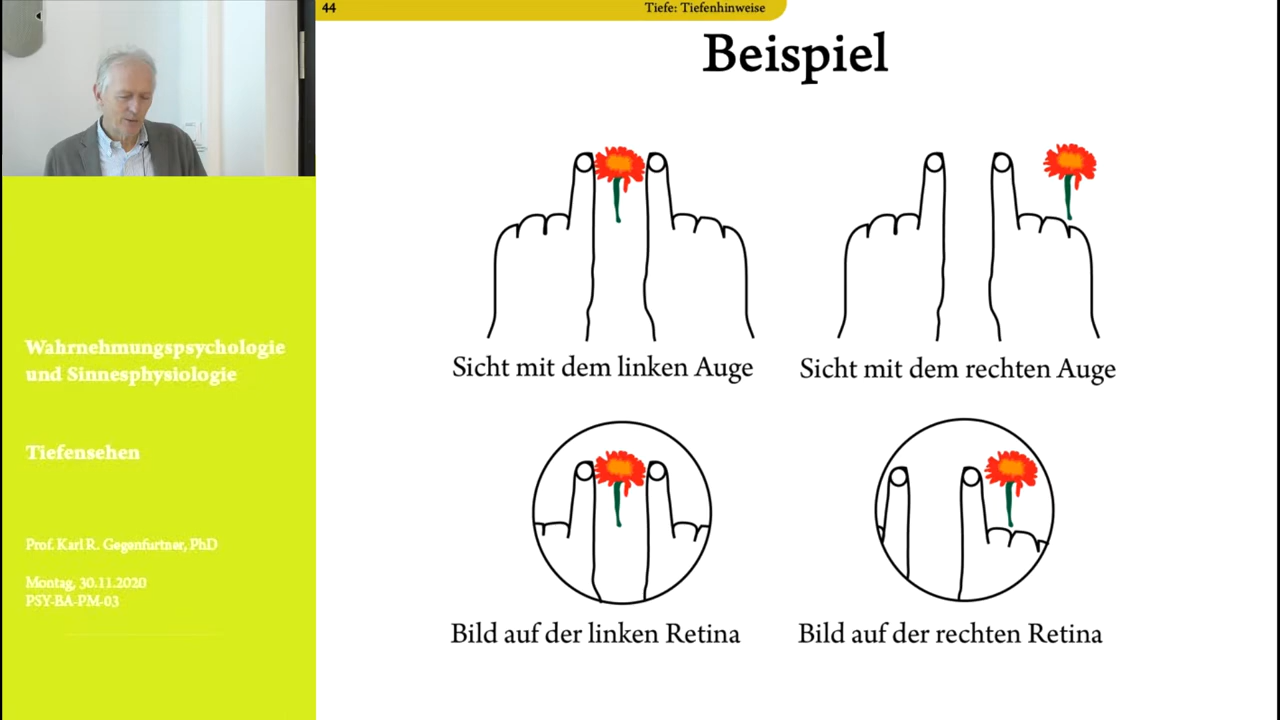 44
Tiefe: Tiefenhinweise
Beispiel
Sicht mit dem linken Auge
Sicht mit dem rechten Auge
Bild auf der linken Retina
Bild auf der rechten Retina
Wahrnehmungspsychologie
und Sinnesphysiologie
Tiefensehen
Prof. Karl R. Gegenfurtner, PhD
Montag, 30.11.2020
PSY-BA-PM-03